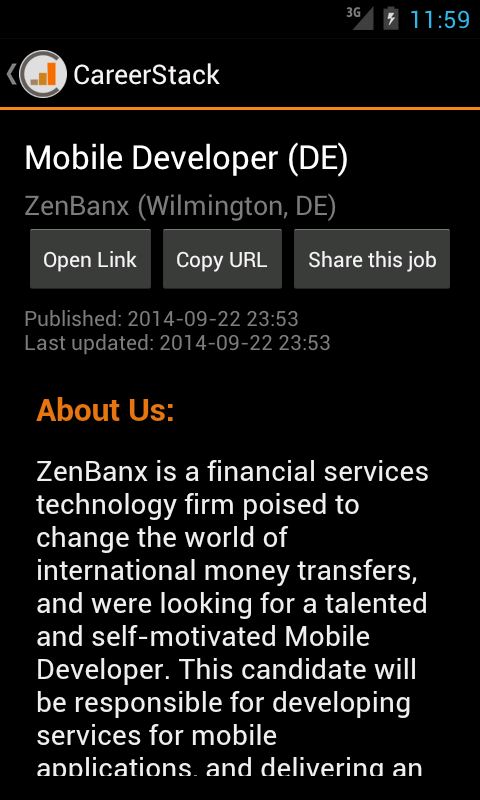 3G 11:59
CareerStack
Mobile Developer (DE)
ZenBanx (Wilmington, DE)
Open Link Copy URL Share this job
Published: 2014-09-22 23:53
Last updated: 2014-09-22 23:53
About Us:
ZenBanx is a financial services
technology firm poised to
change the world of
international money transfers,
and were looking for a talented
and self-motivated Mobile
Developer. This candidate will
be responsible for developing
services for mobile
applications, and delivering an